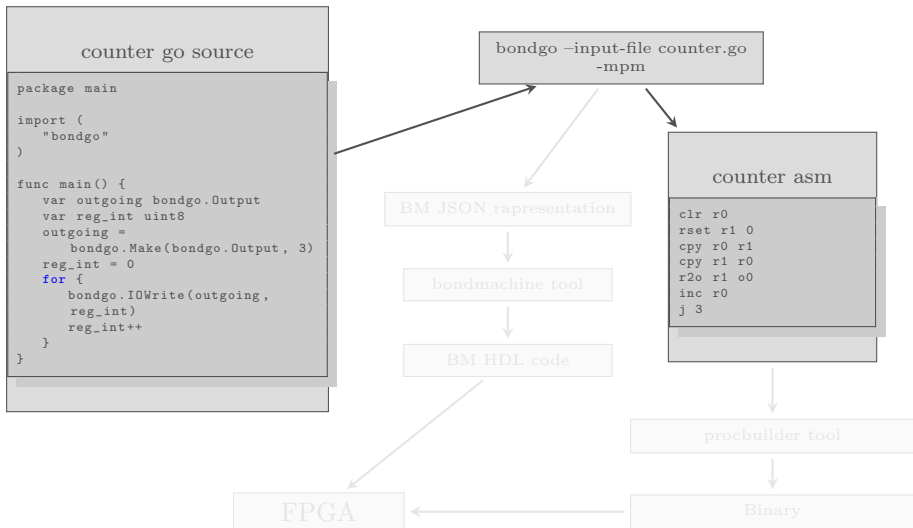 counter go source
package main
import (
"bondgo"
)
func main() {
var outgoing bondgo.Output
var reg_int uint8
outgoing =
bondgo.Make(bondgo.Output, 3)
reg_int = 0
for {
bondgo.IOWrite(outgoing,
reg_int)
reg_int++
}
}
bondgo –input-file counter.go
-mpm
BM JSON rapresentation
bondmachine tool
BM HDL code
FPGA
counter asm
clr r0
rset r1 0
cpy r0 r1
cpy r1 r0
r2o r1 o0
inc r0
j 3
procbuilder tool
Binary